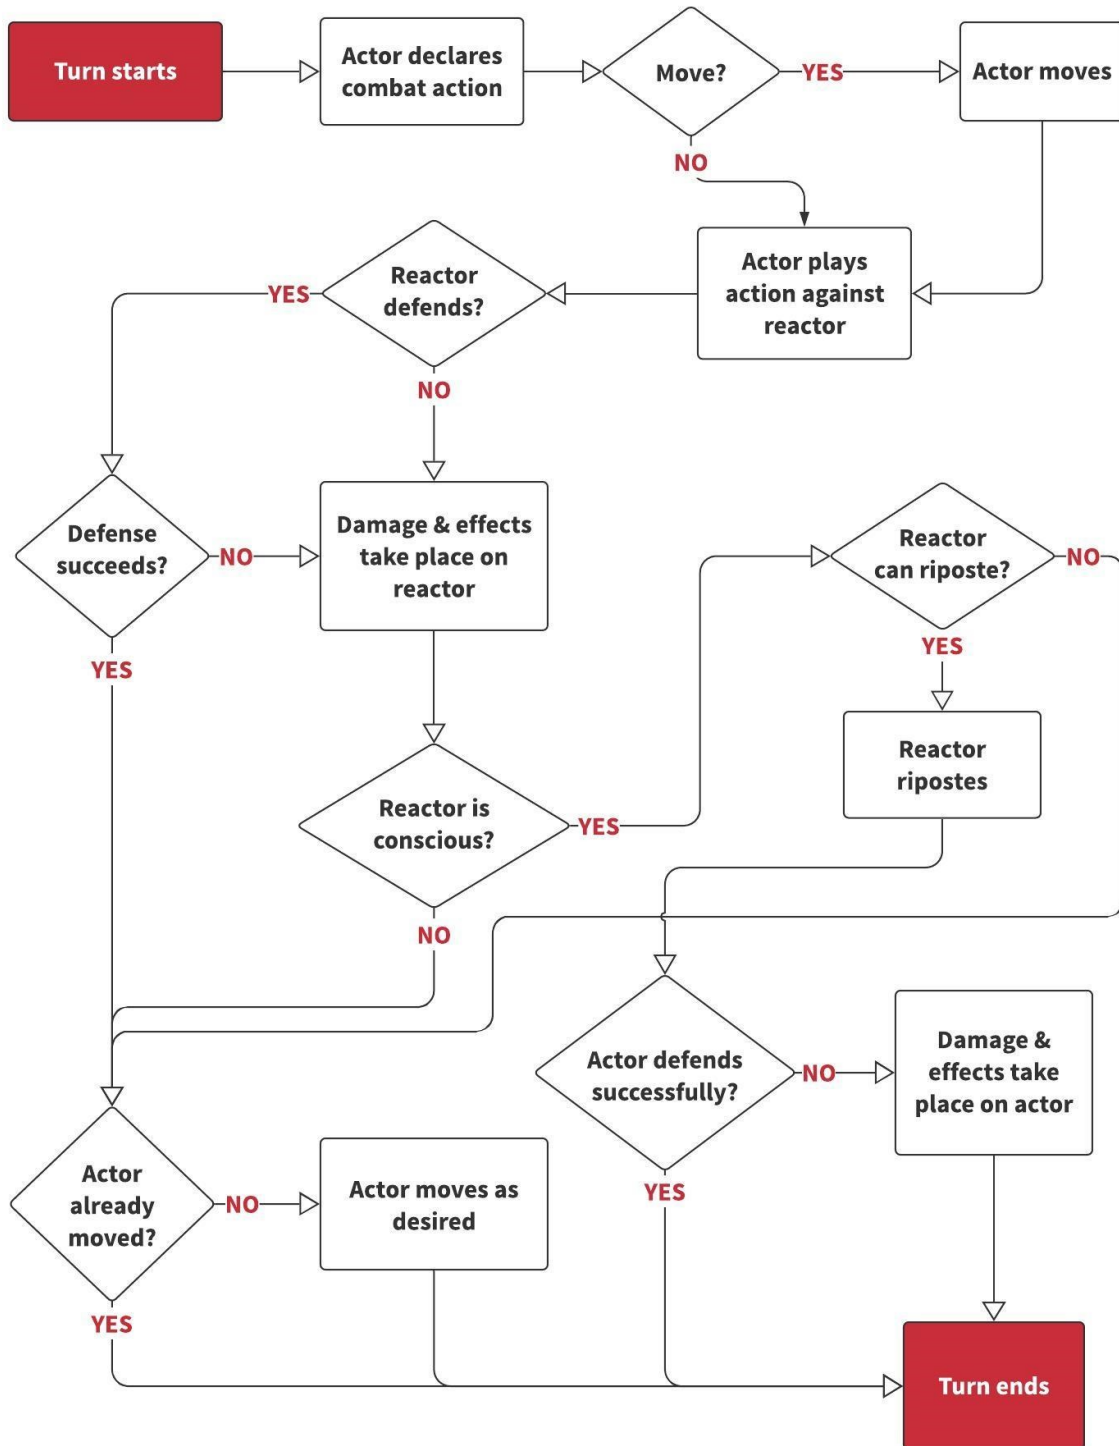 Turn starts
Actor declares
combat action
Move?
YES
Actor moves
NO
Actor plays
action against
reactor
Reactor
defends?
YES
NO
Defense
succeeds?
NO
YES
Damage & effects
take place on
reactor
Reactor
can riposte?
NO
YES
Reactor
ripostes
Reactor is
conscious?
YES
NO
Actor defends
successfully?
NO
YES
Damage &
effects take
place on actor
Actor
already
moved?
NO
YES
Actor moves as
desired
Turn ends